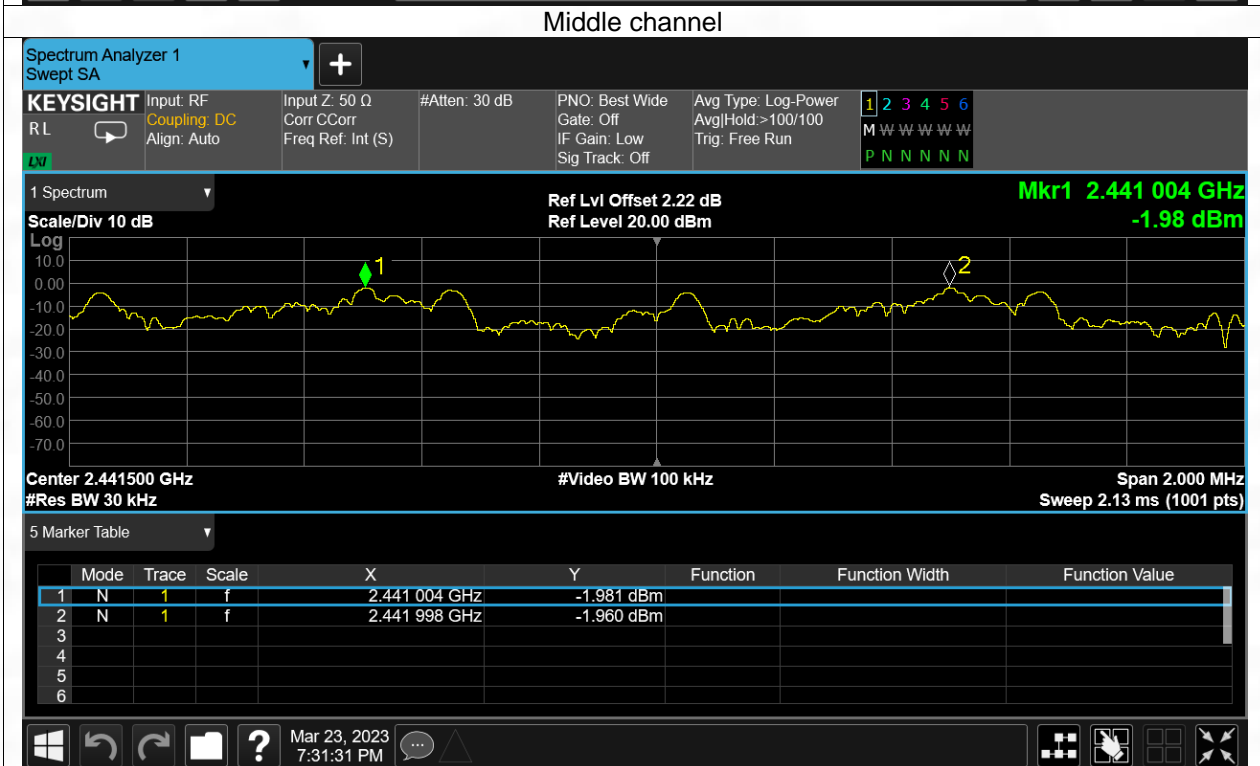 Middle channel
Spectrum Analyzer 1
Swept SA
KEYSIGHT
R L
LXI
Input: RF
Coupling: DC
Align: Auto
Input Z: 50 Ω
Corr CCorr
Freq Ref: Int (S)
#Atten: 30 dB
PNO: Best Wide
Gate: Off
IF Gain: Low
Sig Track: Off
Avg Type: Log-Power
Avg|Hold:>100/100
Trig: Free Run
1 2 3 4 5 6
M W W W W W
P N N N N N
1 Spectrum
Scale/Div 10 dB
Ref Lvl Offset 2.22 dB
Ref Level 20.00 dBm
Mkr1 2.441 004 GHz
-1.98 dBm
Log
10.0
0.00
-10.0
-20.0
-30.0
-40.0
-50.0
-60.0
-70.0
1
2
Center 2.441500 GHz
#Res BW 30 kHz
#Video BW 100 kHz
Span 2.000 MHz
Sweep 2.13 ms (1001 pts)
5 Marker Table
Mode Trace Scale X Y Function Function Width Function Value
1 N 1 f 2.441 004 GHz -1.981 dBm
2 N 1 f 2.441 998 GHz -1.960 dBm
3
4
5
6
?
Mar 23, 2023
7:31:31 PM